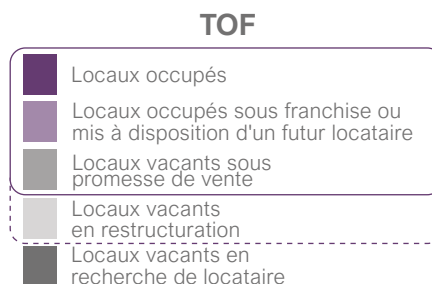 TOF
Locaux occupés
Locaux occupés sous franchise ou
mis à disposition d'un futur locataire
Locaux vacants sous
promesse de vente
Locaux vacants
en restructuration
Locaux vacants en
recherche de locataire